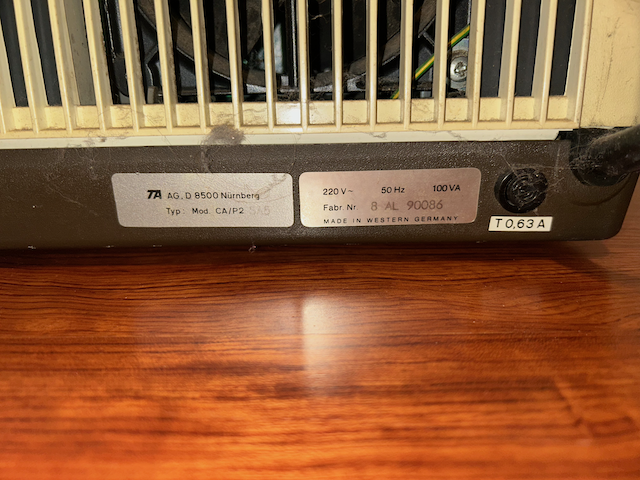 TA AG, D 8500 Nürnberg
Typ: Mod. CA/P2
220 V~ 50 Hz 100 VA
Fabr. Nr 8 AL 90086
MADE IN WESTERN GERMANY
T 0,63 A